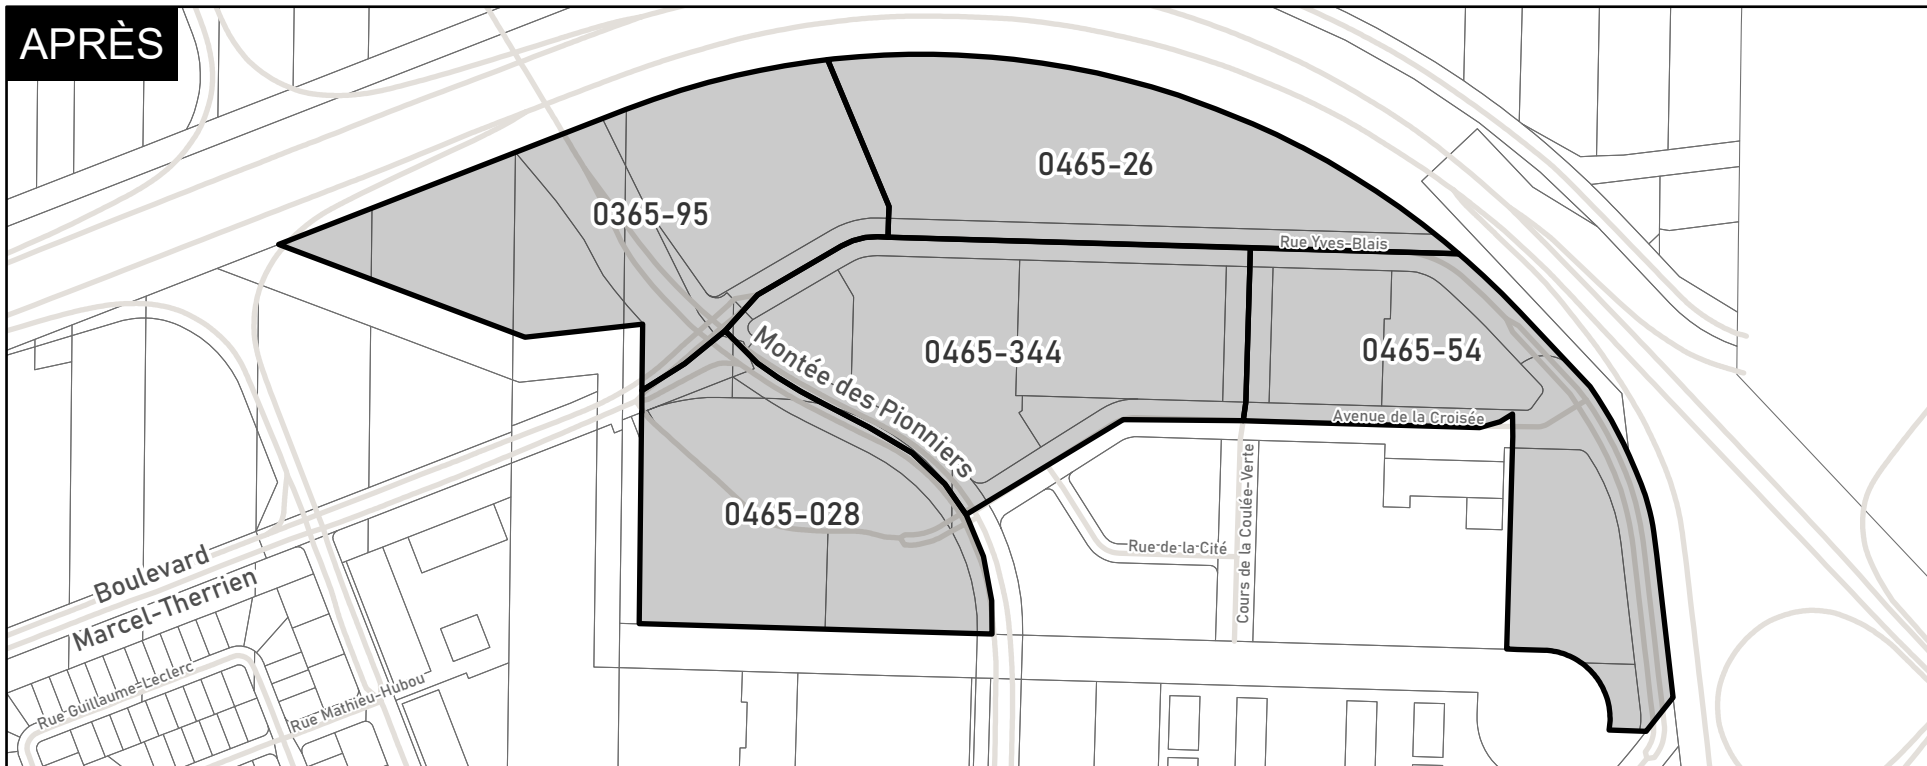 APRÈS
0465-26
0365-95
Rue Yves-Blais
0465-344
0465-54
Montée des Pionniers
Avenue de la Croisée
0465-028
Cours de la Coulée-Verte
Rue-de-la-Cité
Boulevard
Marcel-Therrien
Rue Guillaume-Leclerc
Rue Mathieu-Hubou